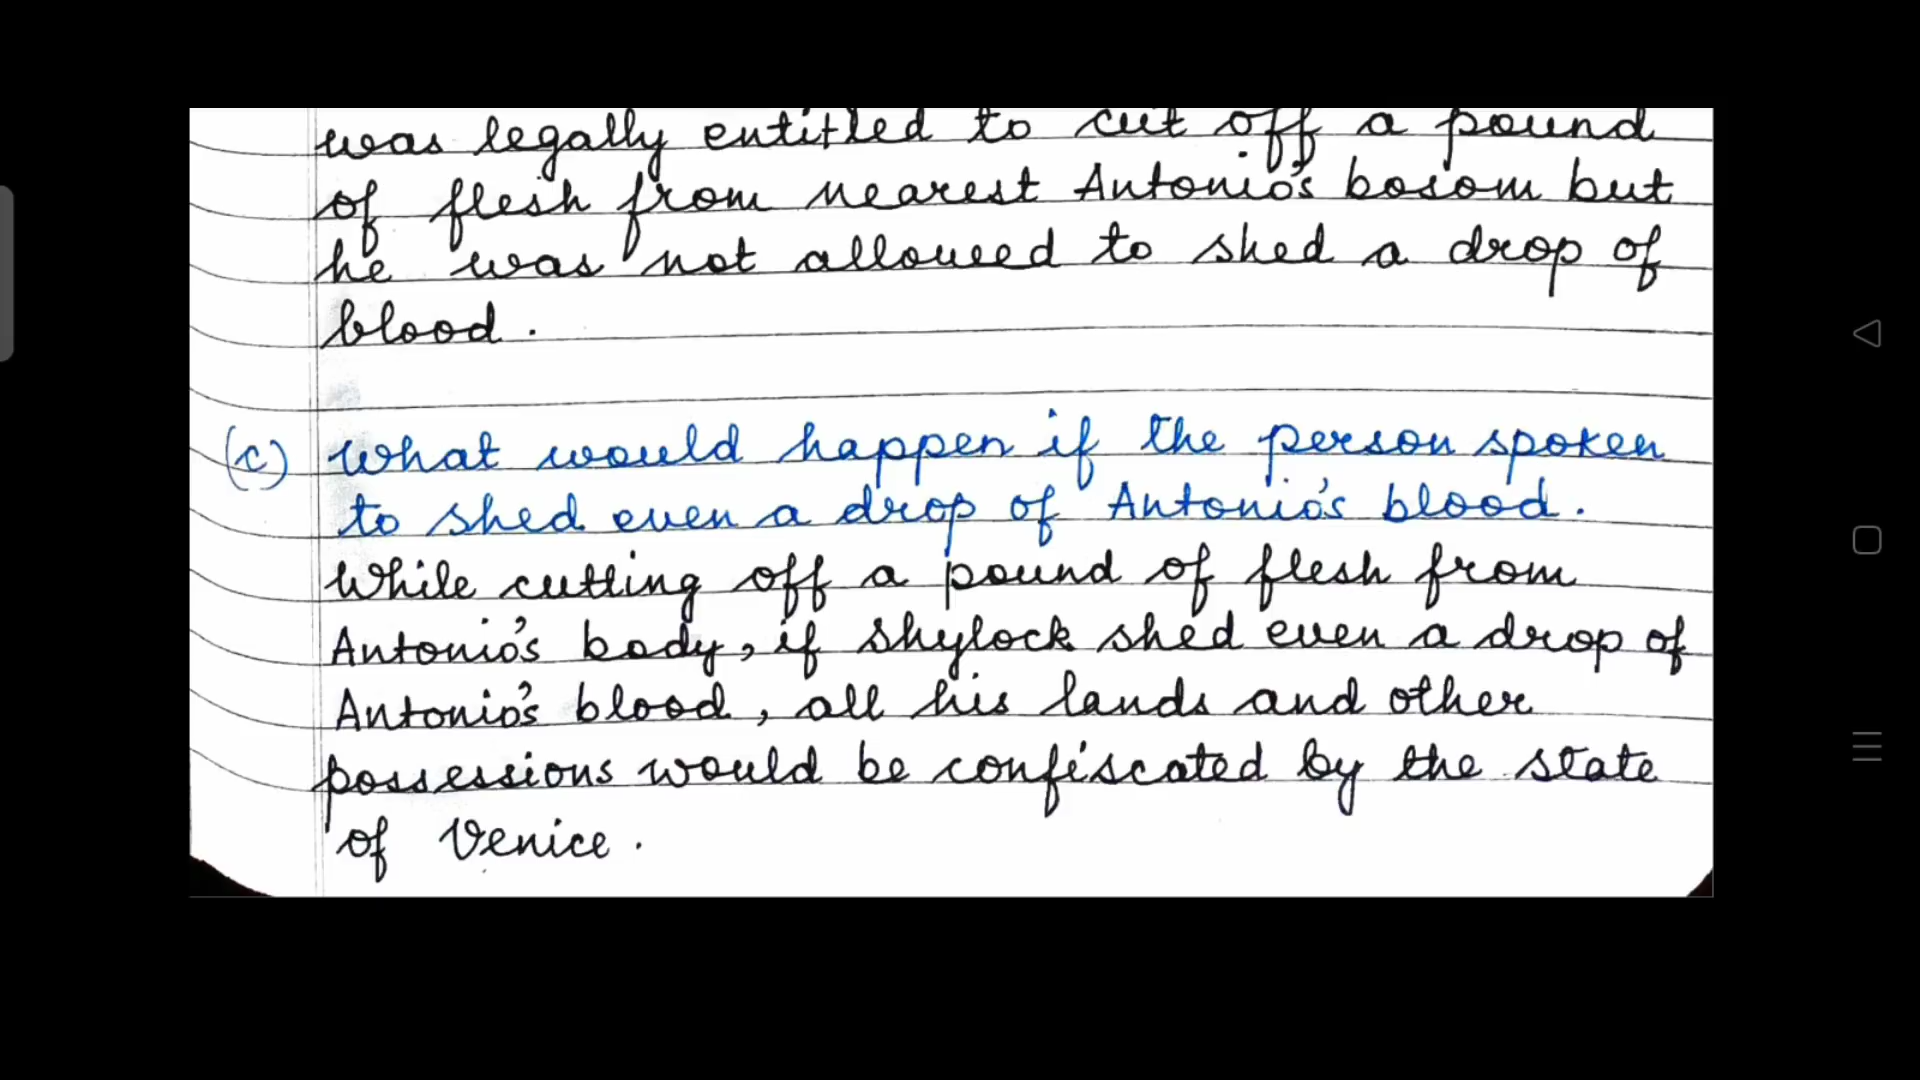 was legally entitled to cut off a pound
of flesh from nearest Antonio's bosom but
he was not allowed to shed a drop of
blood.
(c) What would happen if the person spoken
to shed even a drop of Antonio's blood.
While cutting off a pound of flesh from
Antonio's body, if Shylock shed even a drop of
Antonio's blood, all his lands and other
possessions would be confiscated by the state
of Venice.